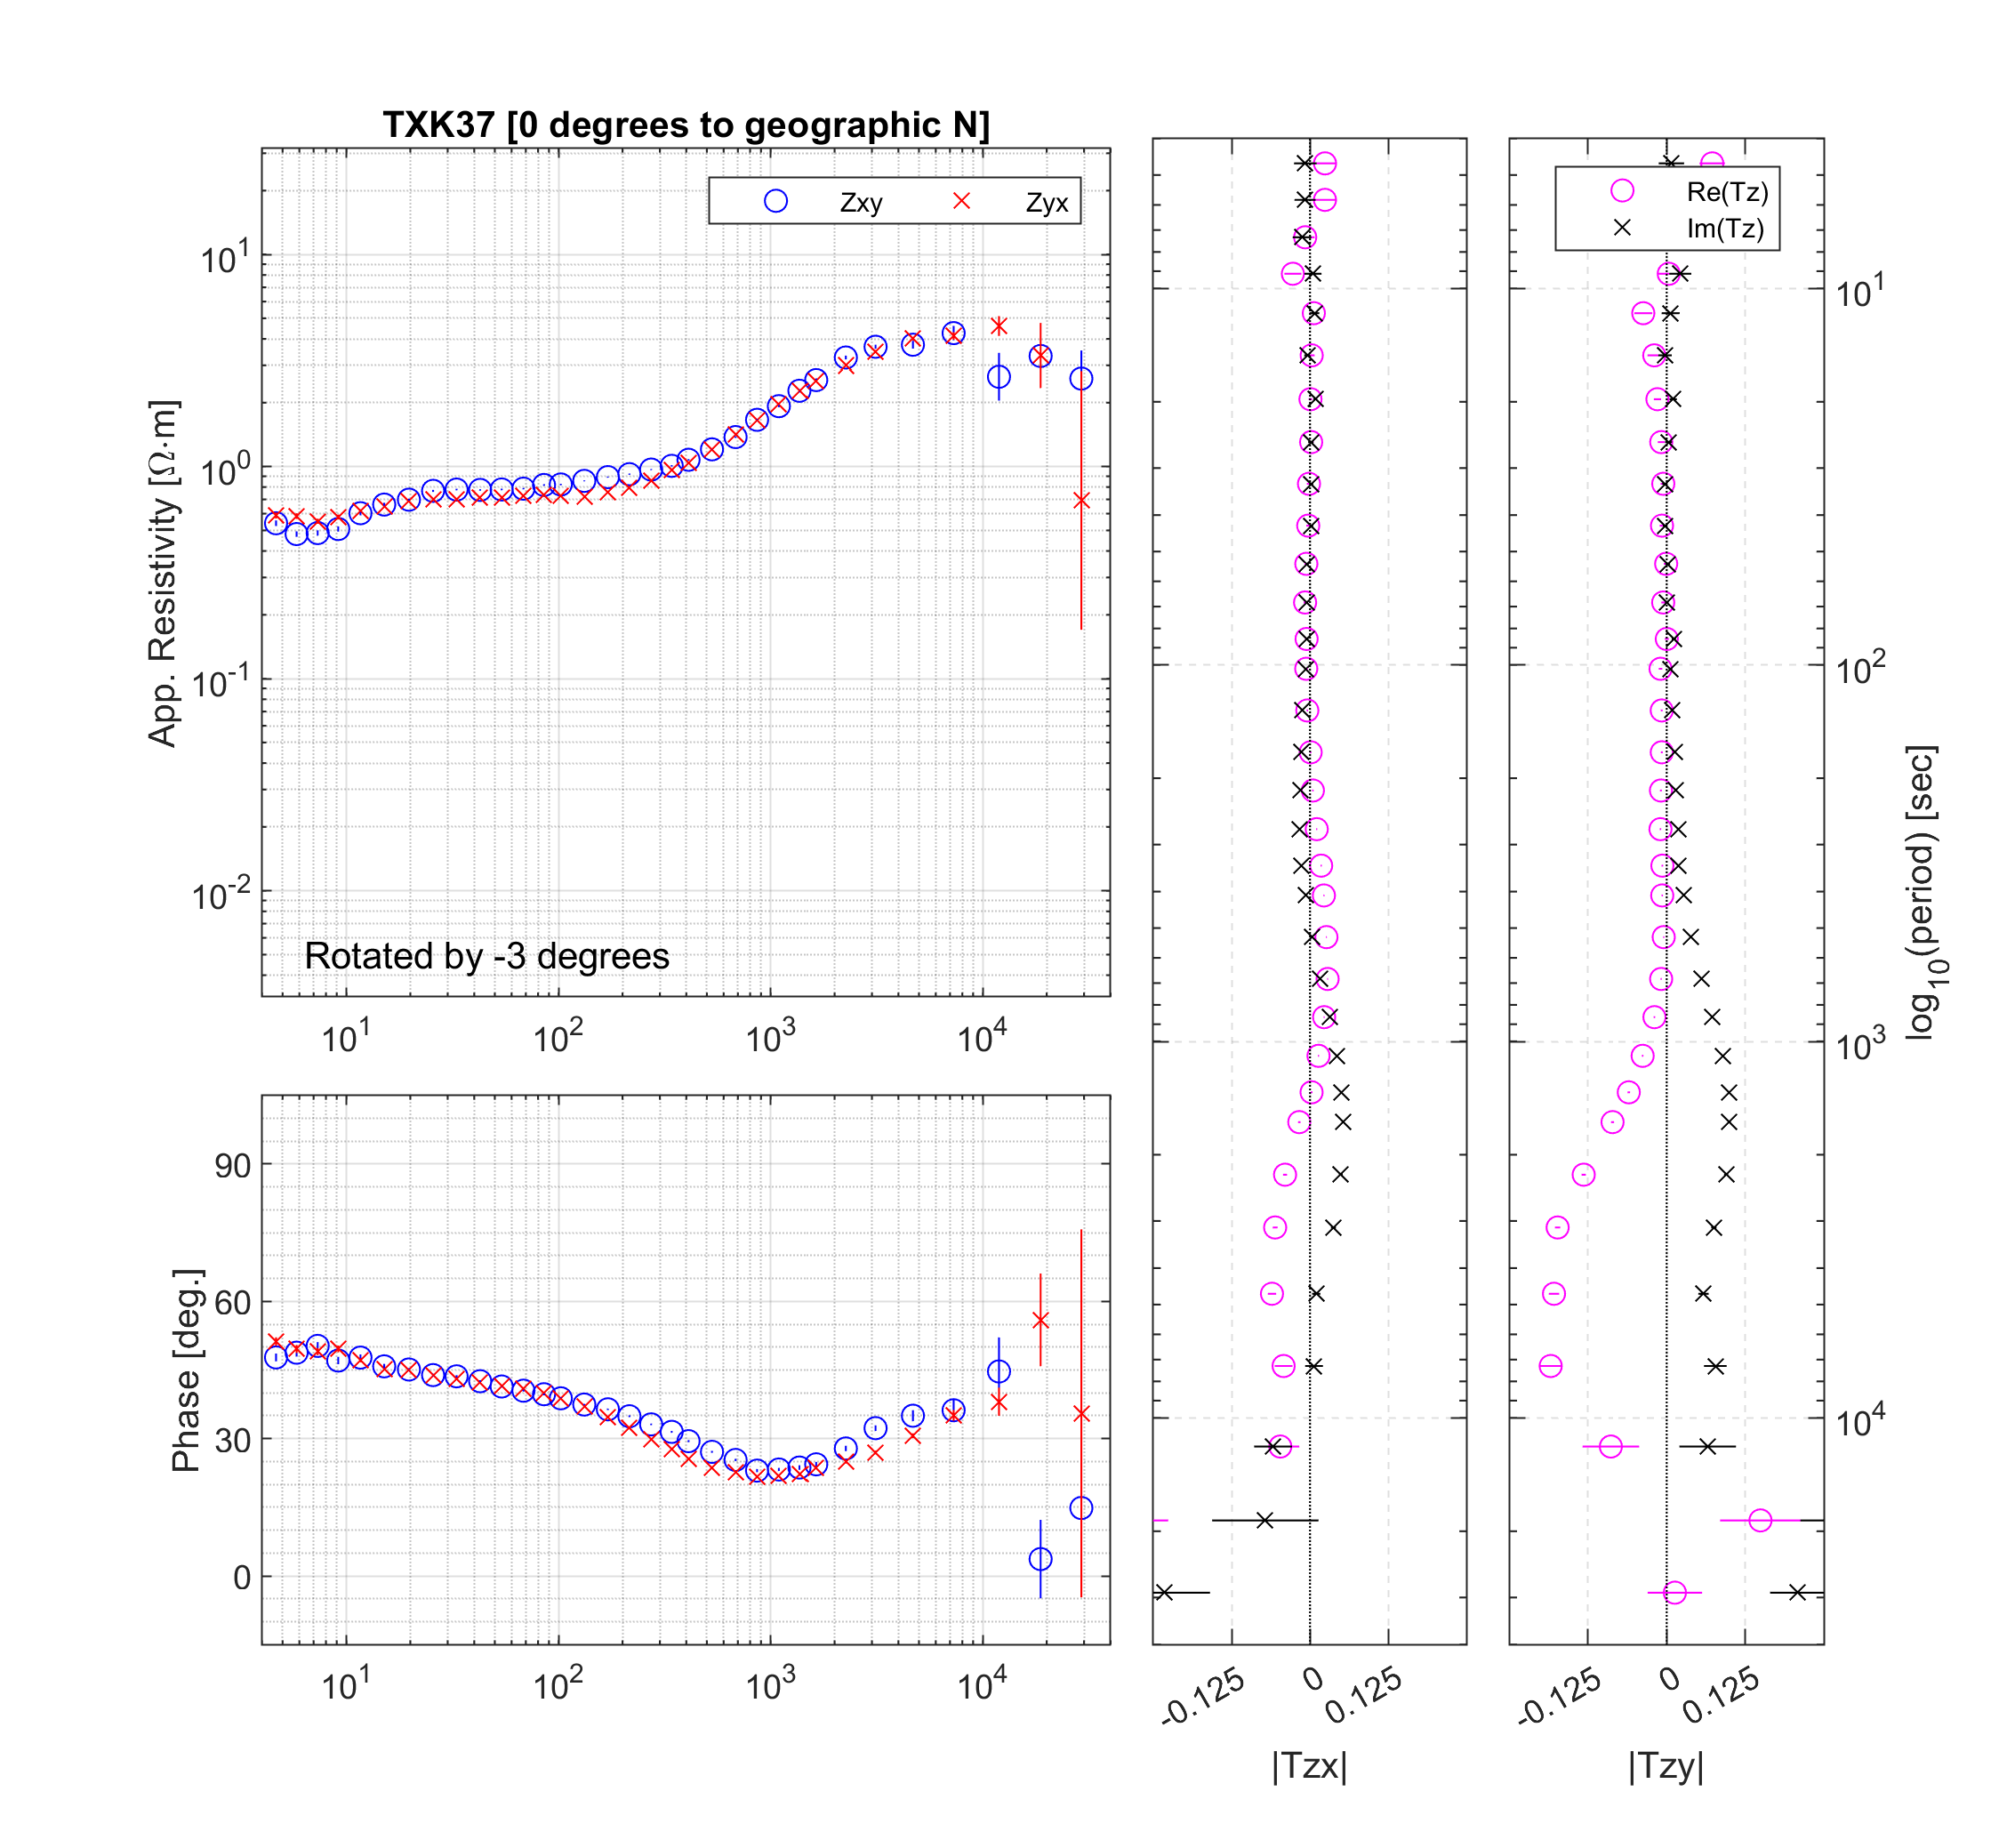 TXK37 [0 degrees to geographic N]
Zxy Zyx
App. Resistivity [Ω·m]
10^1
10^0
10^-1
10^-2
Rotated by -3 degrees
10^1 10^2 10^3 10^4
Phase [deg.]
90
60
30
0
10^1 10^2 10^3 10^4
-0.125 0 0.125
|Tzx|
Re(Tz)
Im(Tz)
-0.125 0 0.125
|Tzy|
10^1
10^2
10^3
10^4
log10(period) [sec]